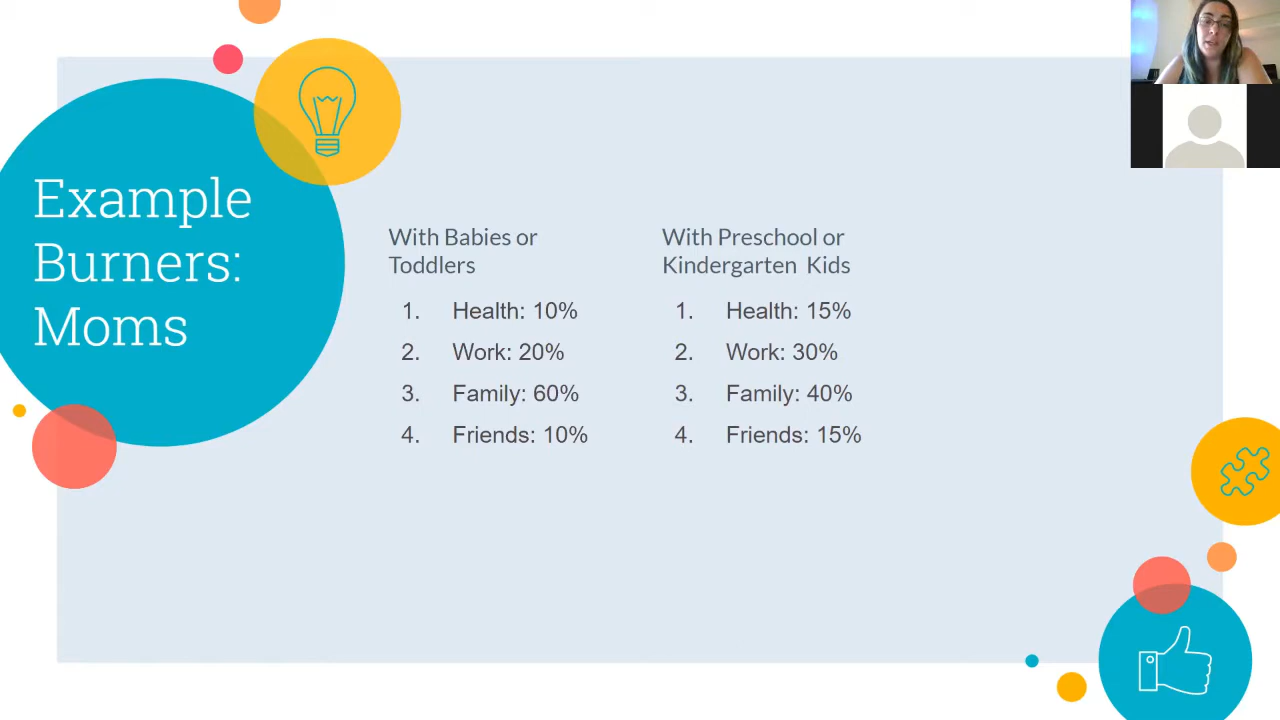 Example
Burners:
Moms
With Babies or
Toddlers
1. Health: 10%
2. Work: 20%
3. Family: 60%
4. Friends: 10%
With Preschool or
Kindergarten Kids
1. Health: 15%
2. Work: 30%
3. Family: 40%
4. Friends: 15%